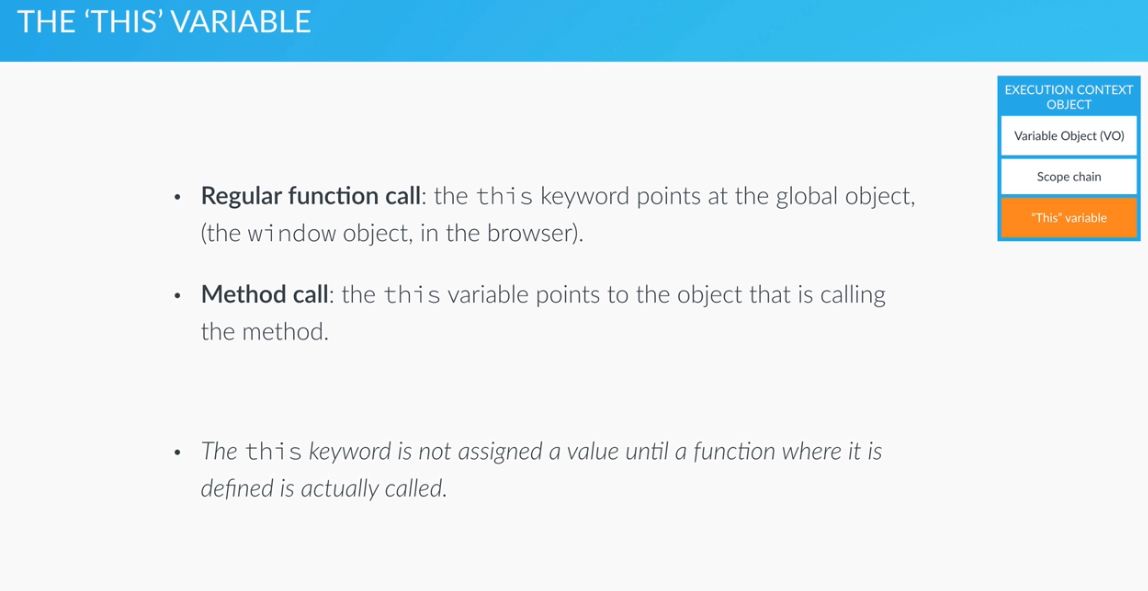 THE ‘THIS’ VARIABLE
EXECUTION CONTEXT
OBJECT
Variable Object (VO)
Scope chain
“This” variable
• Regular function call: the this keyword points at the global object,
(the window object, in the browser).
• Method call: the this variable points to the object that is calling
the method.
• The this keyword is not assigned a value until a function where it is
defined is actually called.